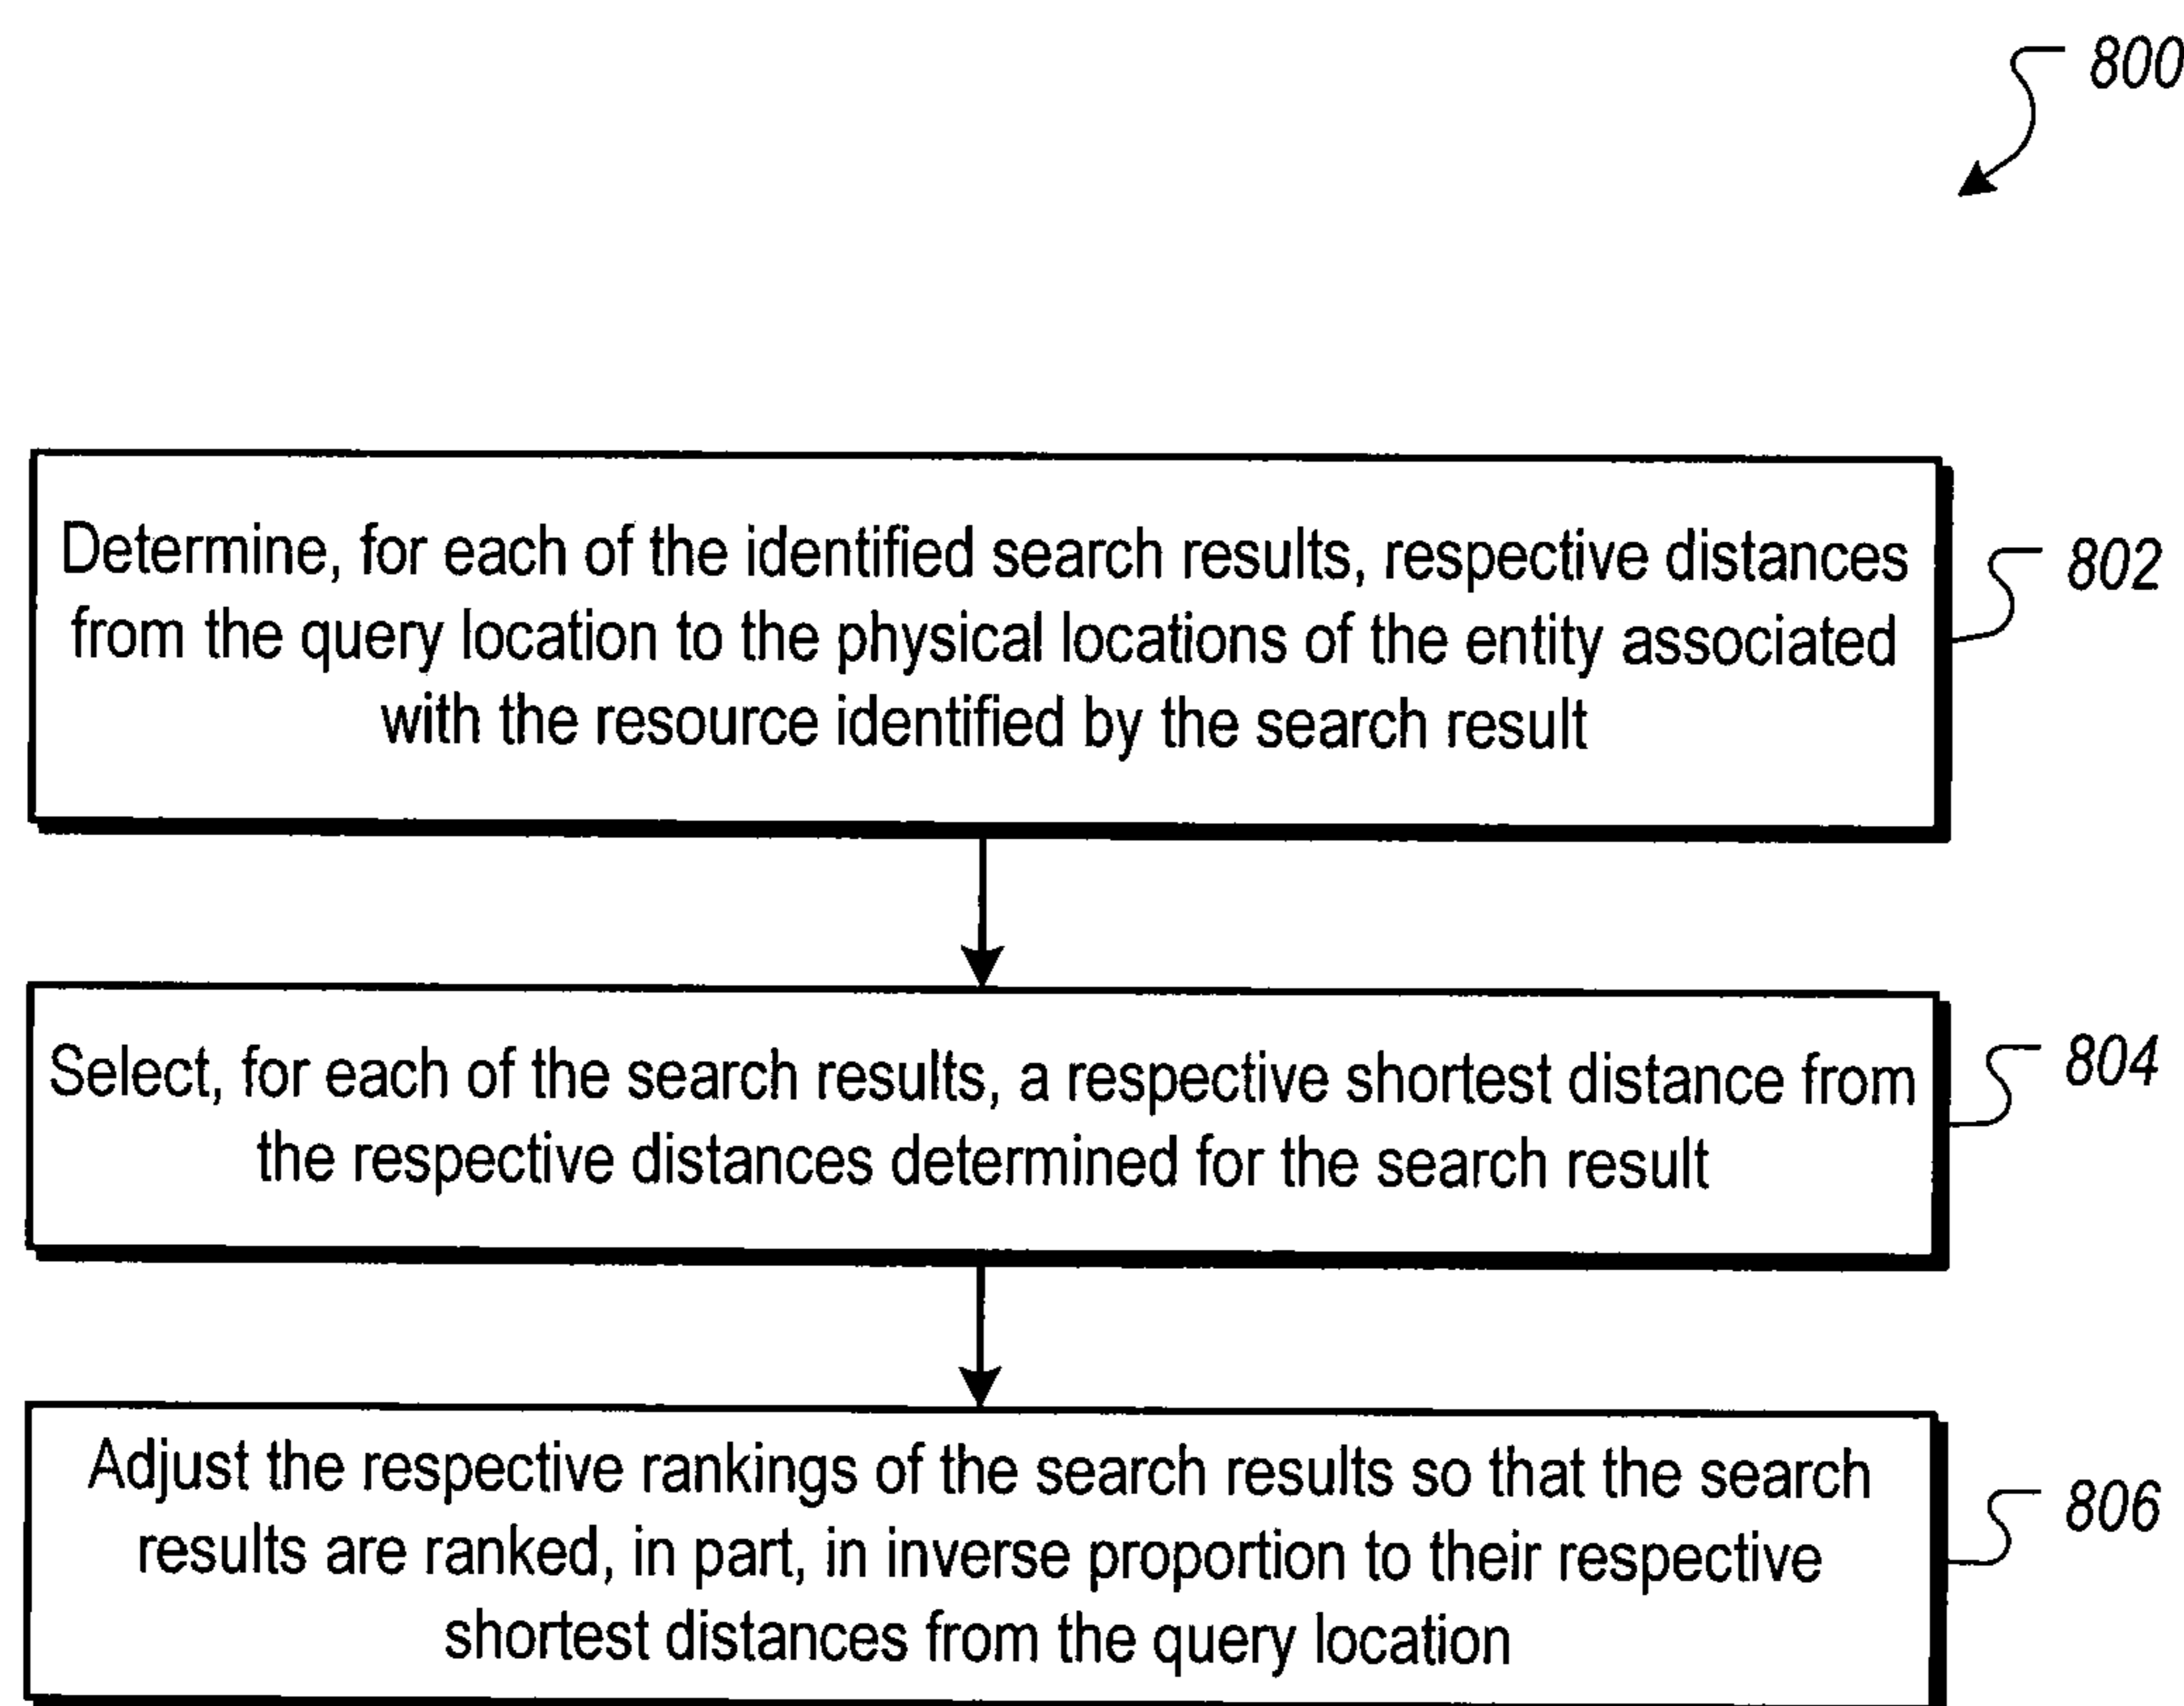 800
Determine, for each of the identified search results, respective distances
from the query location to the physical locations of the entity associated
with the resource identified by the search result
802
Select, for each of the search results, a respective shortest distance from
the respective distances determined for the search result
804
Adjust the respective rankings of the search results so that the search
results are ranked, in part, in inverse proportion to their respective
shortest distances from the query location
806